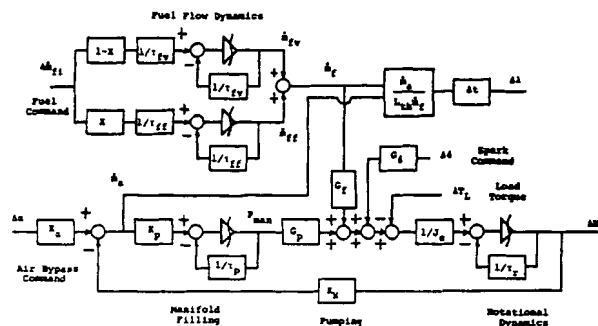 Fuel Flow Dynamics
1-X
1/τfv
+
−
ṁfv
1/τfv
Δṁfi
Fuel Command
+
+
ṁf
ṁa
Lth ṁf
Δt
Δλ
X
1/τff
+
−
1/τff
ṁff
Gδ
Δδ
Spark Command
ṁa
Gf
ΔTL
Load Torque
Δα
Kα
+
−
Kp
+
−
Pman
1/τp
Gp
+
+
+
+
−
+
1/Je
+
−
1/τr
ΔN
Air Bypass Command
KN
Manifold Filling
Pumping
Rotational Dynamics